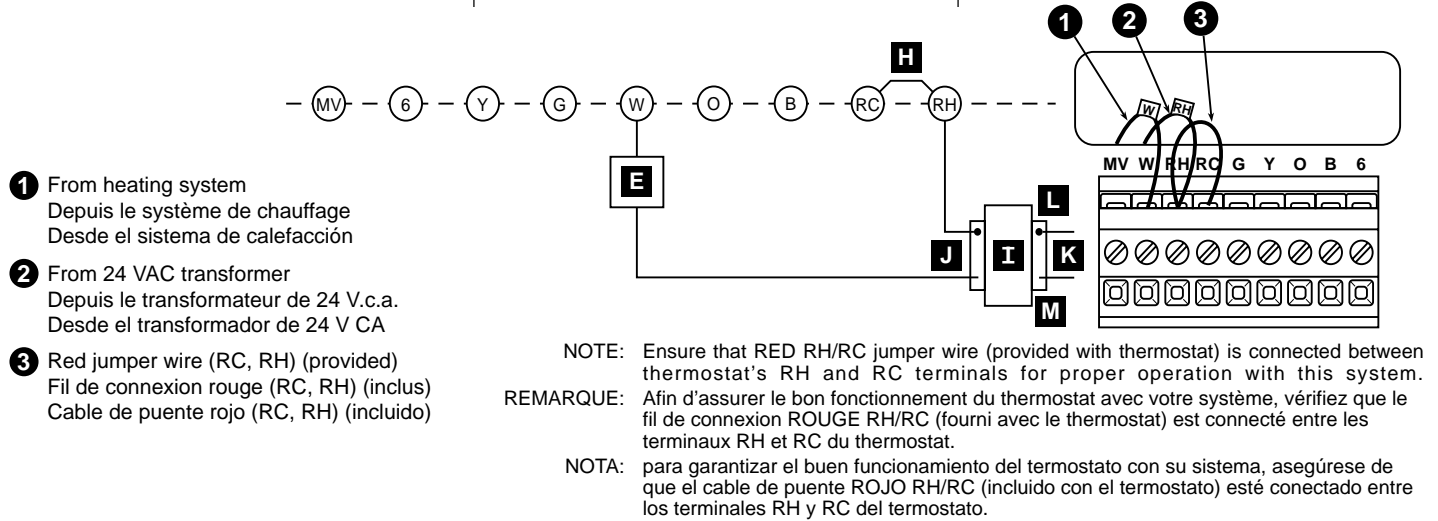 1 2 3
H
MV 6 Y G W O B RC RH
W RH
MV W RH RC G Y O B 6
E
L
J I K
M
1 From heating system
Depuis le système de chauffage
Desde el sistema de calefacción
2 From 24 VAC transformer
Depuis le transformateur de 24 V.c.a.
Desde el transformador de 24 V CA
3 Red jumper wire (RC, RH) (provided)
Fil de connexion rouge (RC, RH) (inclus)
Cable de puente rojo (RC, RH) (incluido)
NOTE: Ensure that RED RH/RC jumper wire (provided with thermostat) is connected between
thermostat's RH and RC terminals for proper operation with this system.
REMARQUE: Afin d'assurer le bon fonctionnement du thermostat avec votre système, vérifiez que le
fil de connexion ROUGE RH/RC (fourni avec le thermostat) est connecté entre les
terminaux RH et RC du thermostat.
NOTA: para garantizar el buen funcionamiento del termostato con su sistema, asegúrese de
que el cable de puente ROJO RH/RC (incluido con el termostato) esté conectado entre
los terminales RH y RC del termostato.